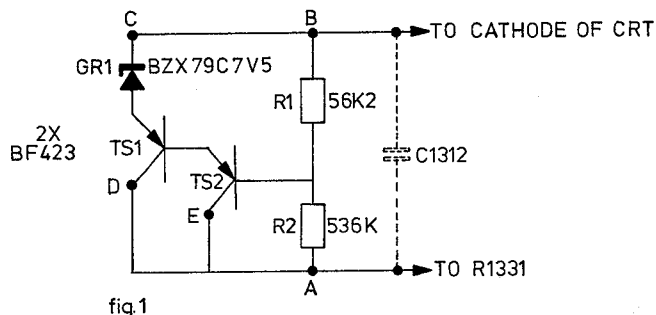 C
B
TO CATHODE OF CRT
GR1
BZX79C7V5
R1
56K2
2X
BF423
TS1
C1312
TS2
D
E
R2
536K
TO R1331
A
fig.1